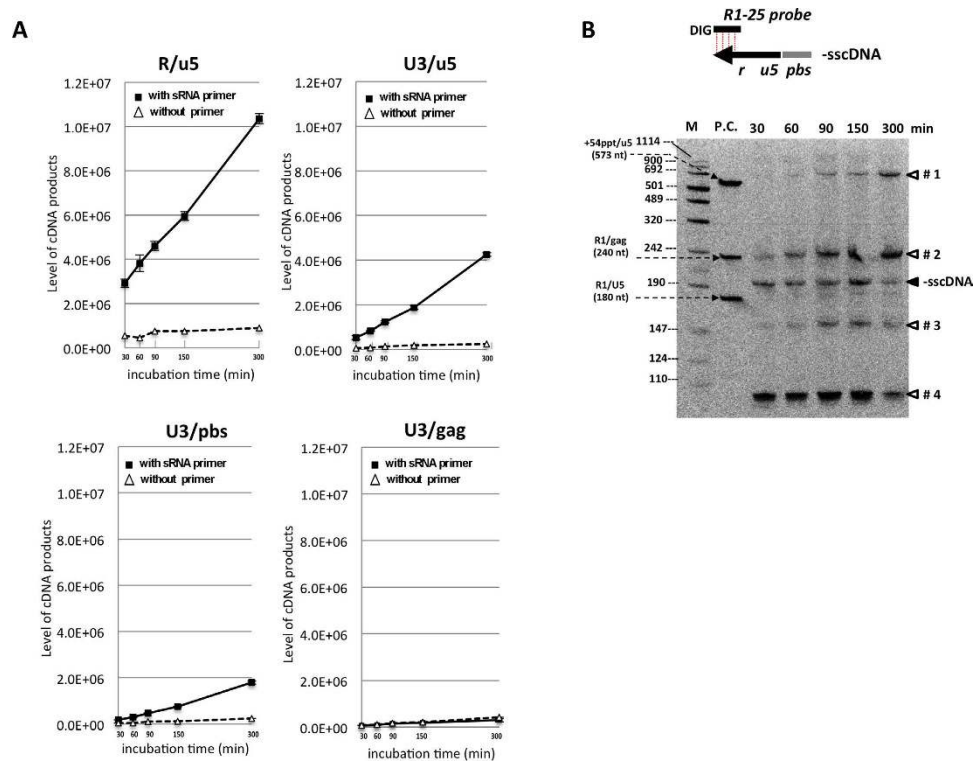 A
R/u5
Level of cDNA products
1.2E+07
1.0E+07
8.0E+06
6.0E+06
4.0E+06
2.0E+06
0.0E+00
with sRNA primer
without primer
30 60 90 150 300
incubation time (min)
U3/u5
Level of cDNA products
1.2E+07
1.0E+07
8.0E+06
6.0E+06
4.0E+06
2.0E+06
0.0E+00
with sRNA primer
without primer
30 60 90 150 300
incubation time (min)
U3/pbs
Level of cDNA products
1.2E+07
1.0E+07
8.0E+06
6.0E+06
4.0E+06
2.0E+06
0.0E+00
with sRNA primer
without primer
30 60 90 150 300
incubation time (min)
U3/gag
Level of cDNA products
1.2E+07
1.0E+07
8.0E+06
6.0E+06
4.0E+06
2.0E+06
0.0E+00
with sRNA primer
without primer
30 60 90 150 300
incubation time (min)
B
R1-25 probe
DIG
-sscDNA
r u5 pbs
M P.C. 30 60 90 150 300 min
+54ppt/u5
(573 nt)
1114
900
692
501
489
320
R1/gag
(240 nt)
242
R1/U5
(180 nt)
190
147
124
110
# 1
# 2
-sscDNA
# 3
# 4